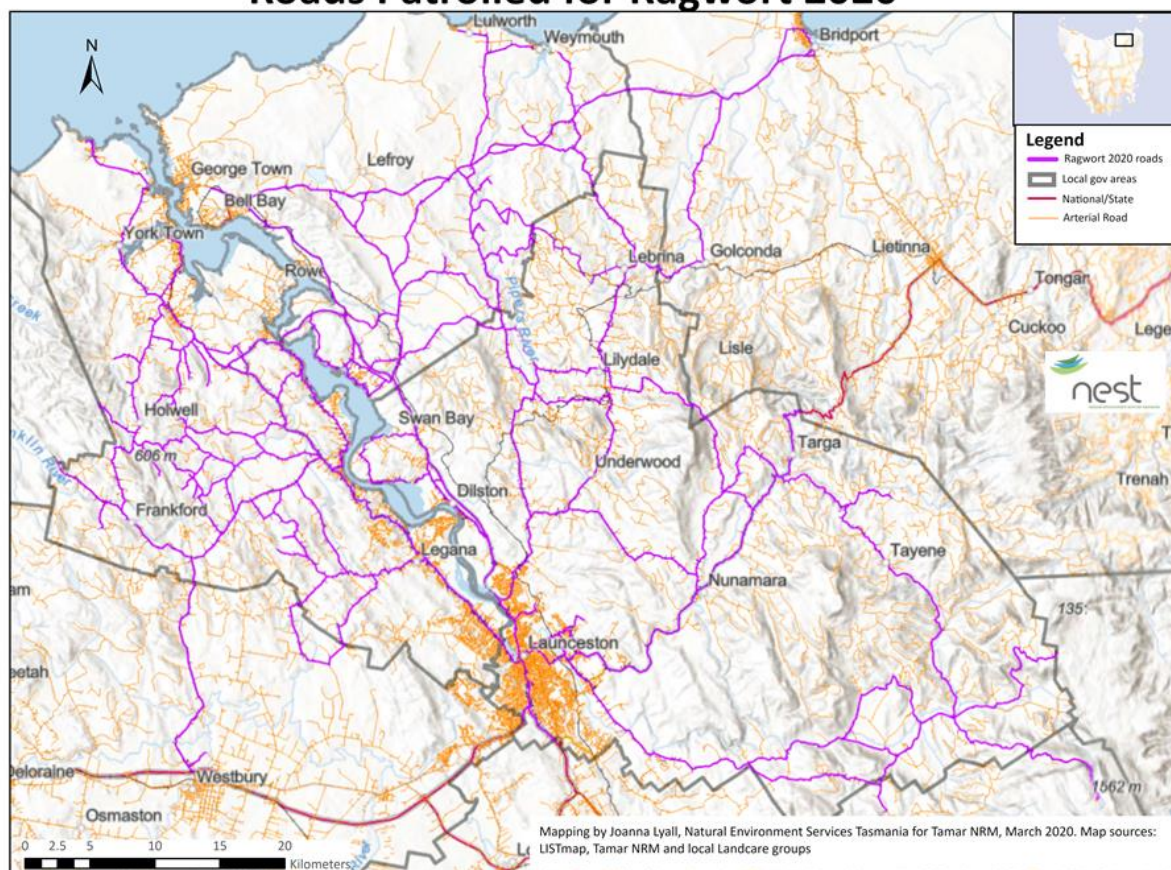 Roads Patrolled for Ragwort 2020
Lulworth
Weymouth
Bridport
N
Legend
Ragwort 2020 roads
Local gov areas
National/State
Arterial Road
George Town
Lefroy
Bell Bay
York Town
Rowe
Lebrina
Golconda
Lietinna
Tongar
Cuckoo
Lege
Creek
Pipers River
Lilydale
Lisle
nest
Holwell
Swan Bay
606 m
Targa
Underwood
Trenah
nklin River
Frankford
Dilston
Legana
Tayene
Nunamara
135:
am
Launceston
eetah
Deloraine
Westbury
1562 m
Osmaston
0 2.5 5 10 15 20
Kilometers
Mapping by Joanna Lyall, Natural Environment Services Tasmania for Tamar NRM, March 2020. Map sources:
LISTmap, Tamar NRM and local Landcare groups